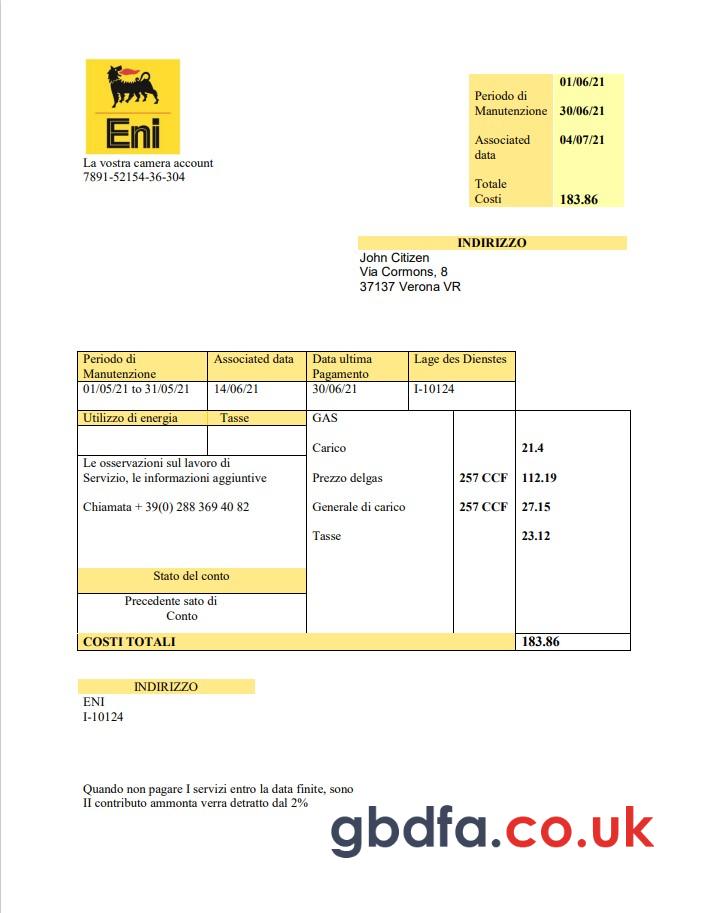 Eni
La vostra camera account
7891-52154-36-304
01/06/21
Periodo di
Manutenzione 30/06/21
Associated 04/07/21
data
Totale
Costi 183.86
INDIRIZZO
John Citizen
Via Cormons, 8
37137 Verona VR
Periodo di Manutenzione Associated data Data ultima Pagamento Lage des Dienstes
01/05/21 to 31/05/21 14/06/21 30/06/21 I-10124
Utilizzo di energia Tasse GAS
Carico 21.4
Le osservazioni sul lavoro di
Servizio, le informazioni aggiuntive
Prezzo delgas 257 CCF 112.19
Chiamata + 39(0) 288 369 40 82
Generale di carico 257 CCF 27.15
Tasse 23.12
Stato del conto
Precedente sato di
Conto
COSTI TOTALI 183.86
INDIRIZZO
ENI
I-10124
Quando non pagare I servizi entro la data finite, sono
II contributo ammonta verra detratto dal 2%
gbdfa.co.uk